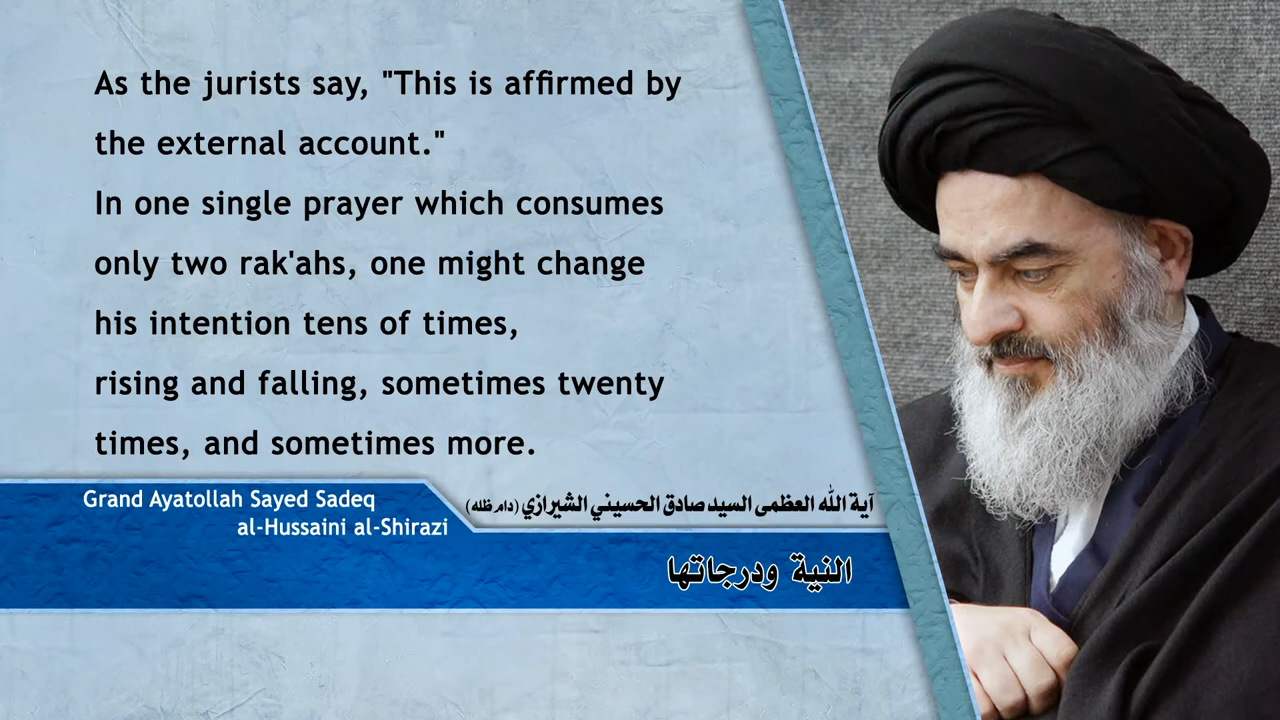 As the jurists say, "This is affirmed by
the external account."
In one single prayer which consumes
only two rak'ahs, one might change
his intention tens of times,
rising and falling, sometimes twenty
times, and sometimes more.
Grand Ayatollah Sayed Sadeq
al-Hussaini al-Shirazi
آية الله العظمى السيد صادق الحسيني الشيرازي (دام ظله)
النية ودرجاتها